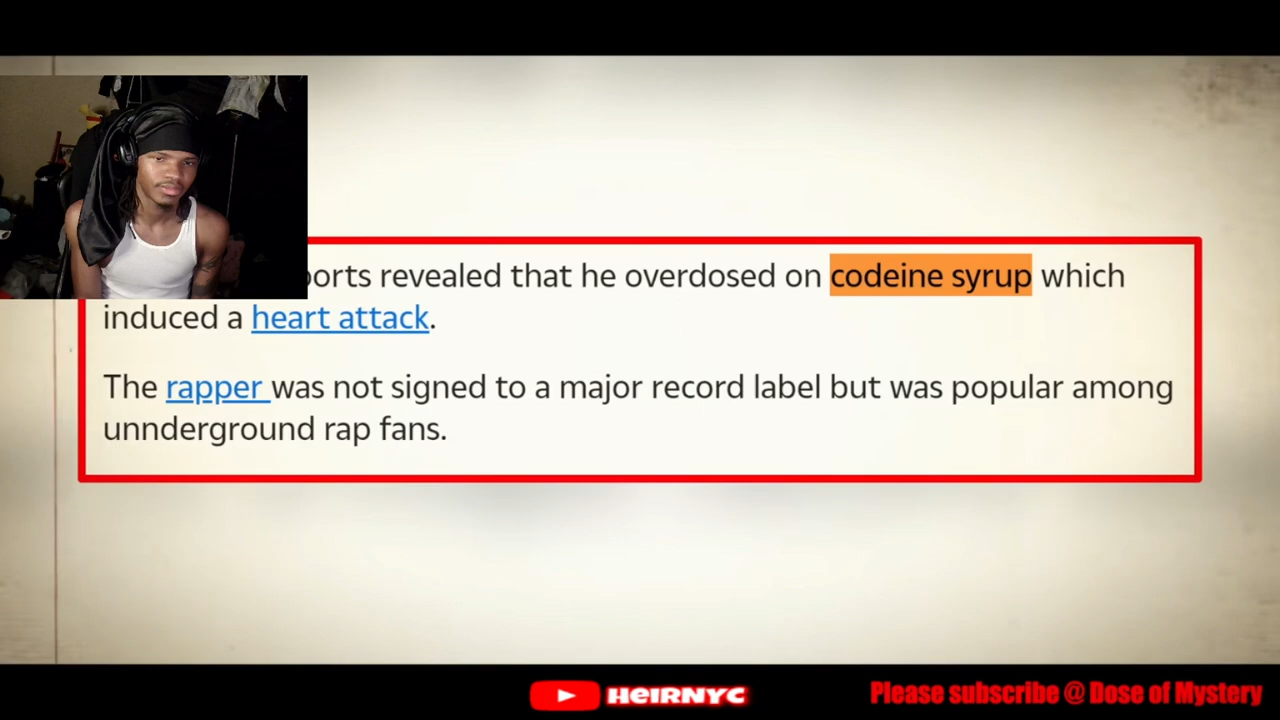 ports revealed that he overdosed on codeine syrup which
induced a heart attack.
The rapper was not signed to a major record label but was popular among
unnderground rap fans.
HEIRNYC
Please subscribe @ Dose of Mystery